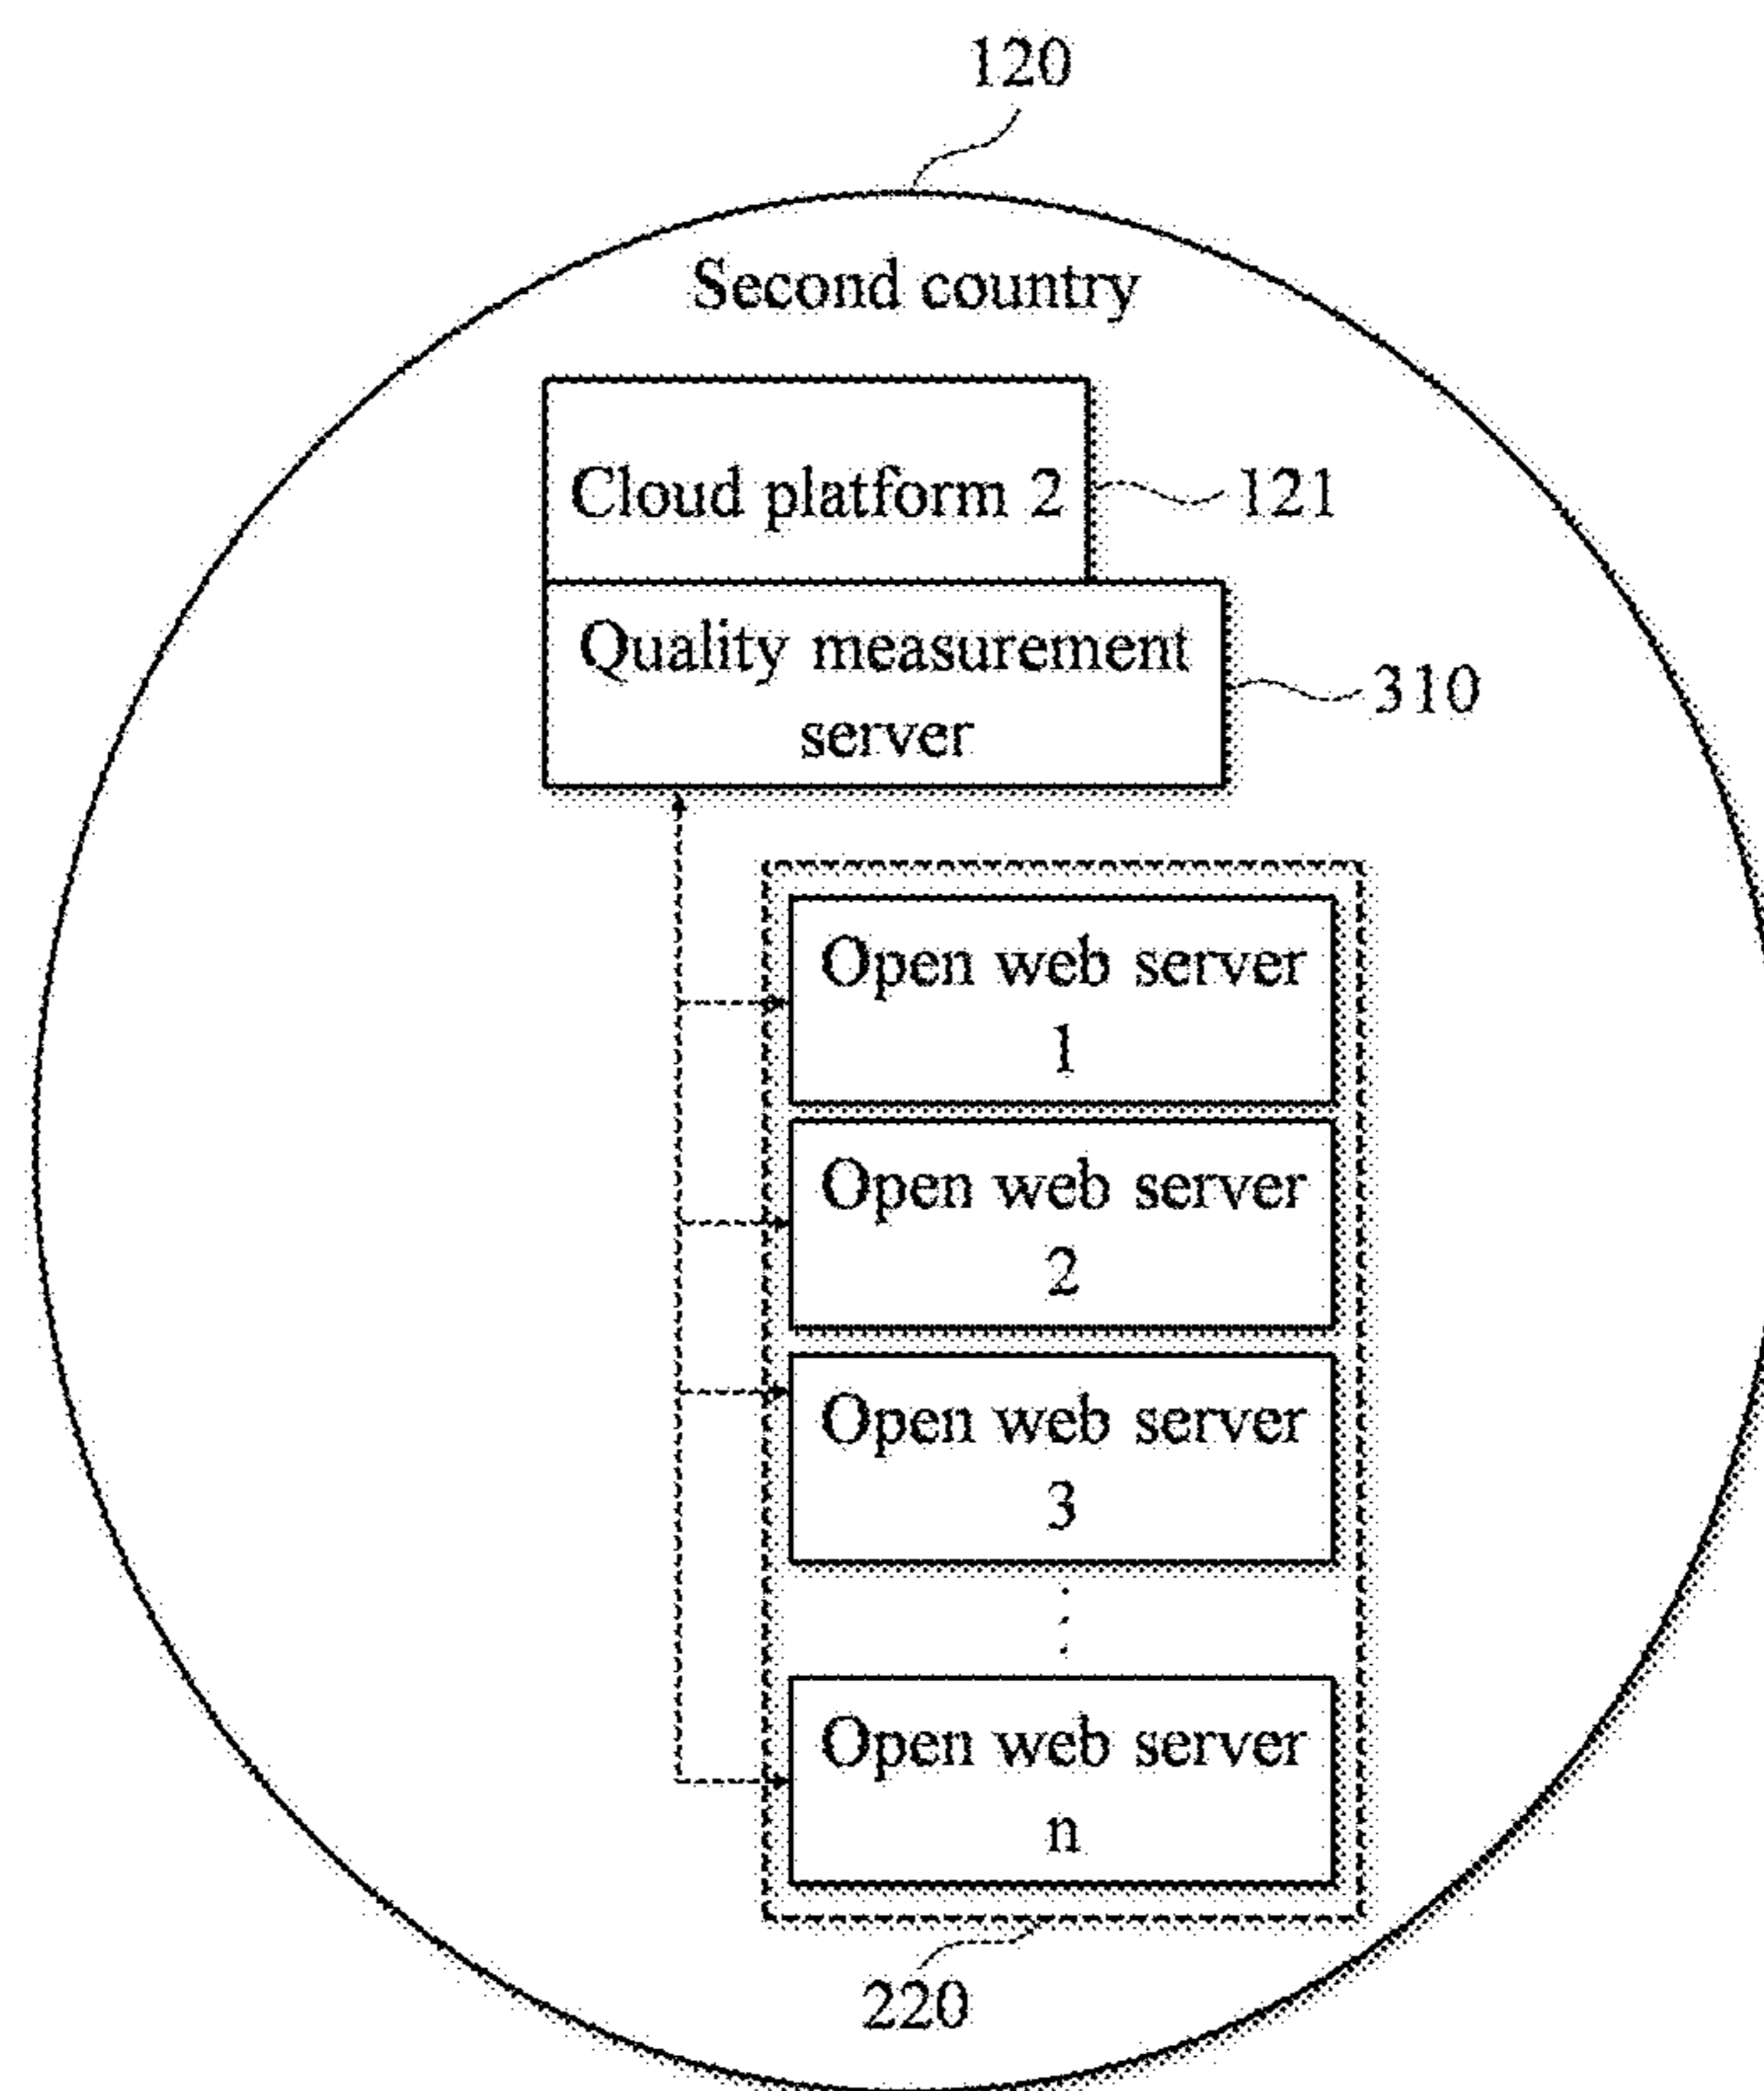 120
Second country
Cloud platform 2
121
Quality measurement
server
310
Open web server
1
Open web server
2
Open web server
3
Open web server
n
220